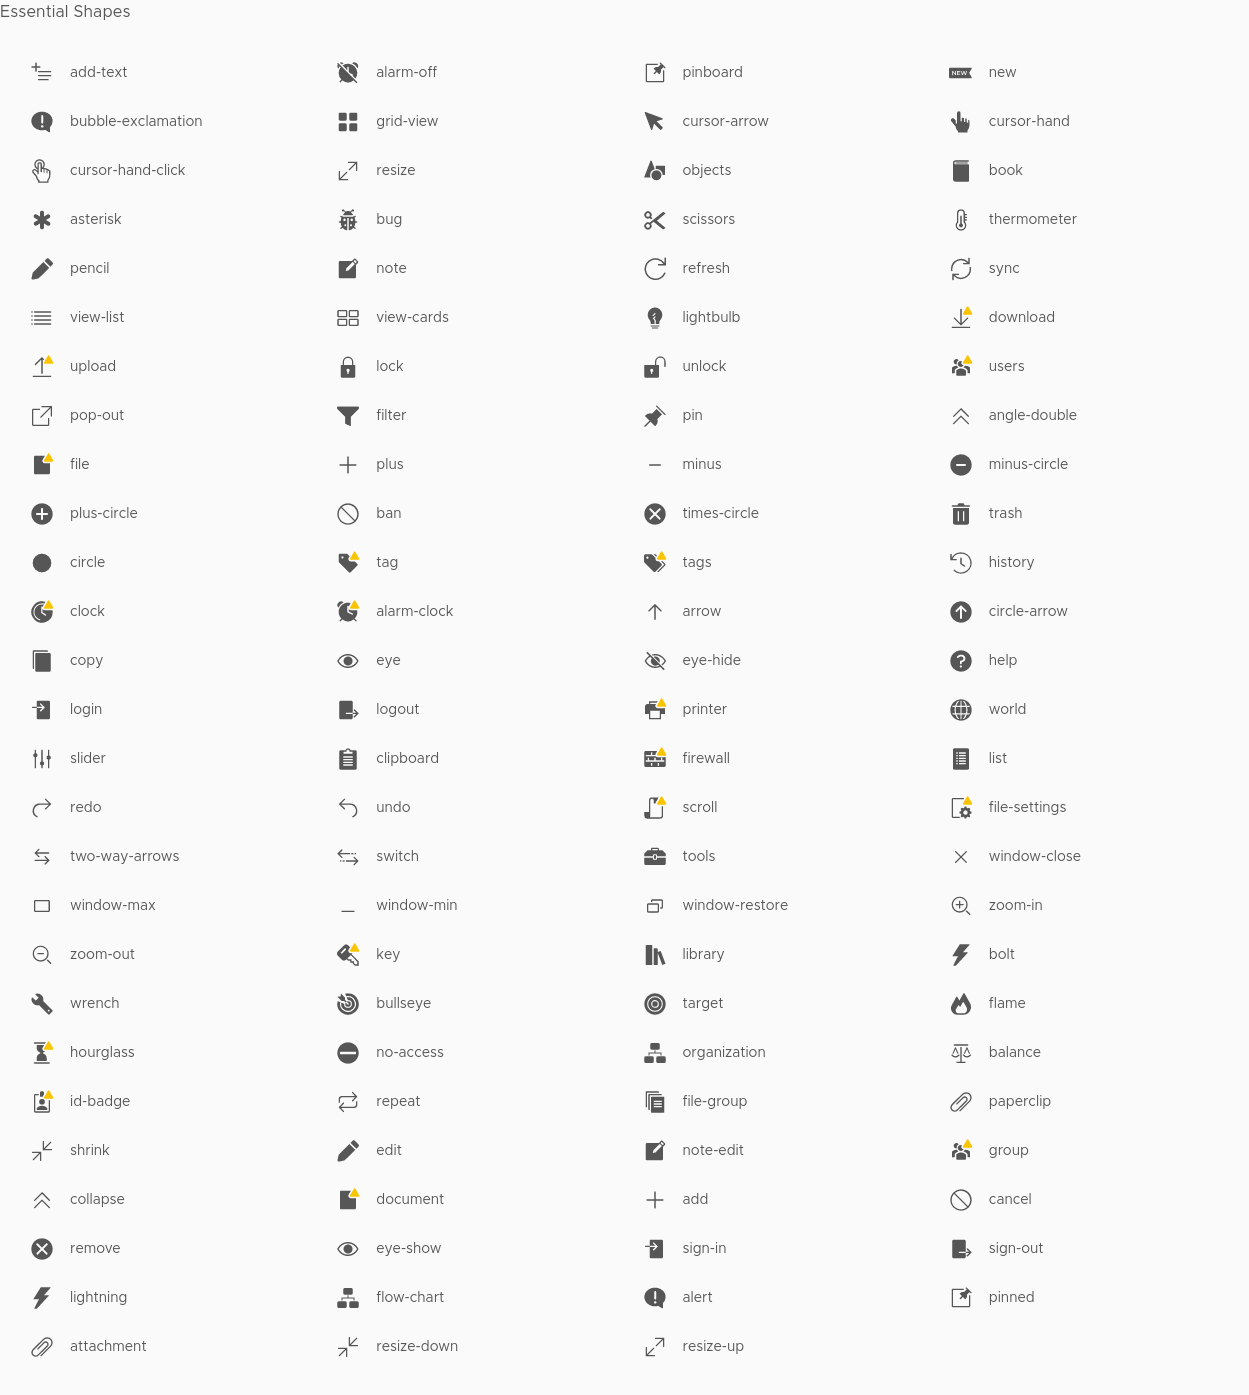 Essential Shapes
add-text alarm-off pinboard NEW new
bubble-exclamation grid-view cursor-arrow cursor-hand
cursor-hand-click resize objects book
asterisk bug scissors thermometer
pencil note refresh sync
view-list view-cards lightbulb download
upload lock unlock users
pop-out filter pin angle-double
file plus minus minus-circle
plus-circle ban times-circle trash
circle tag tags history
clock alarm-clock arrow circle-arrow
copy eye eye-hide help
login logout printer world
slider clipboard firewall list
redo undo scroll file-settings
two-way-arrows switch tools window-close
window-max window-min window-restore zoom-in
zoom-out key library bolt
wrench bullseye target flame
hourglass no-access organization balance
id-badge repeat file-group paperclip
shrink edit note-edit group
collapse document add cancel
remove eye-show sign-in sign-out
lightning flow-chart alert pinned
attachment resize-down resize-up